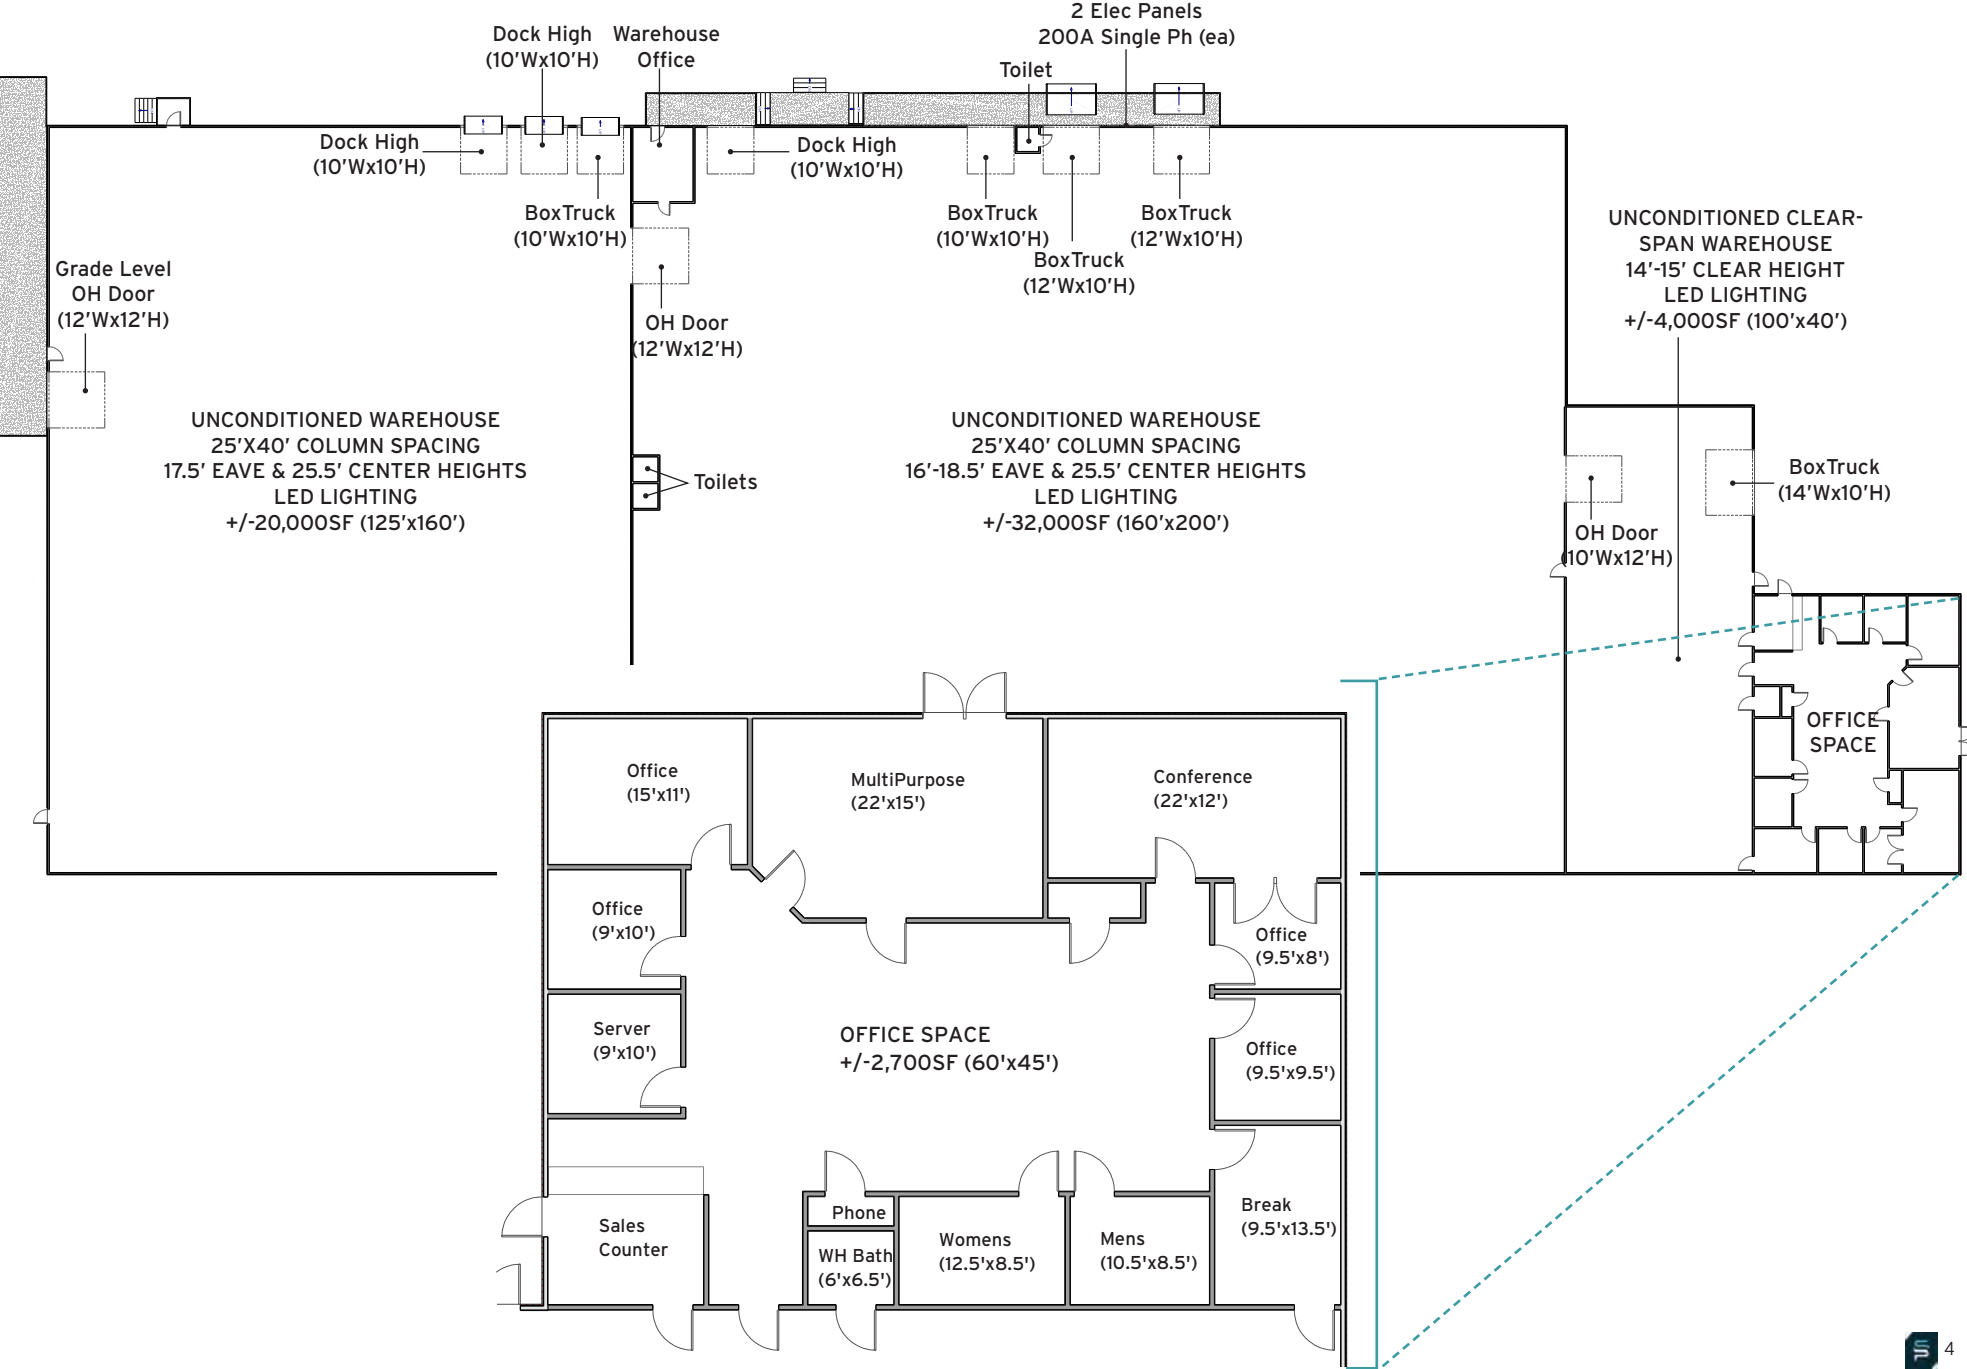 2 Elec Panels
200A Single Ph (ea)
Dock High
(10'Wx10'H)
Warehouse
Office
Toilet
Dock High
(10'Wx10'H)
Dock High
(10'Wx10'H)
BoxTruck
(10'Wx10'H)
BoxTruck
(10'Wx10'H)
BoxTruck
(12'Wx10'H)
BoxTruck
(12'Wx10'H)
UNCONDITIONED CLEAR-
SPAN WAREHOUSE
14'-15' CLEAR HEIGHT
LED LIGHTING
+/-4,000SF (100'x40')
Grade Level
OH Door
(12'Wx12'H)
OH Door
(12'Wx12'H)
UNCONDITIONED WAREHOUSE
25'X40' COLUMN SPACING
17.5' EAVE & 25.5' CENTER HEIGHTS
LED LIGHTING
+/-20,000SF (125'x160')
Toilets
UNCONDITIONED WAREHOUSE
25'X40' COLUMN SPACING
16'-18.5' EAVE & 25.5' CENTER HEIGHTS
LED LIGHTING
+/-32,000SF (160'x200')
BoxTruck
(14'Wx10'H)
OH Door
(10'Wx12'H)
OFFICE
SPACE
Office
(15'x11')
MultiPurpose
(22'x15')
Conference
(22'x12')
Office
(9'x10')
Office
(9.5'x8')
Server
(9'x10')
OFFICE SPACE
+/-2,700SF (60'x45')
Office
(9.5'x9.5')
Sales
Counter
Phone
WH Bath
(6'x6.5')
Womens
(12.5'x8.5')
Mens
(10.5'x8.5')
Break
(9.5'x13.5')
4